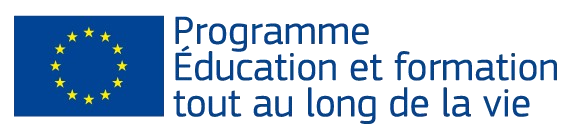 Programme
Éducation et formation
tout au long de la vie